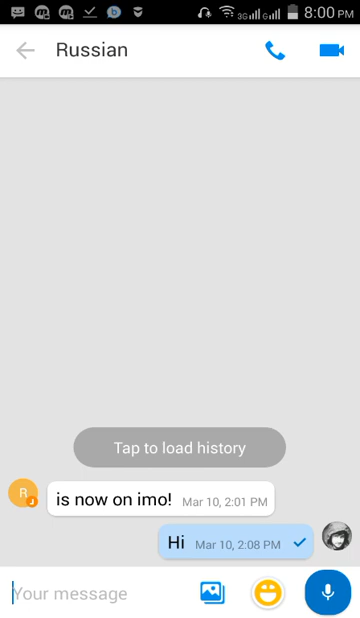 3G G 8:00 PM
Russian
Tap to load history
R
J
is now on imo! Mar 10, 2:01 PM
Hi Mar 10, 2:08 PM
Your message